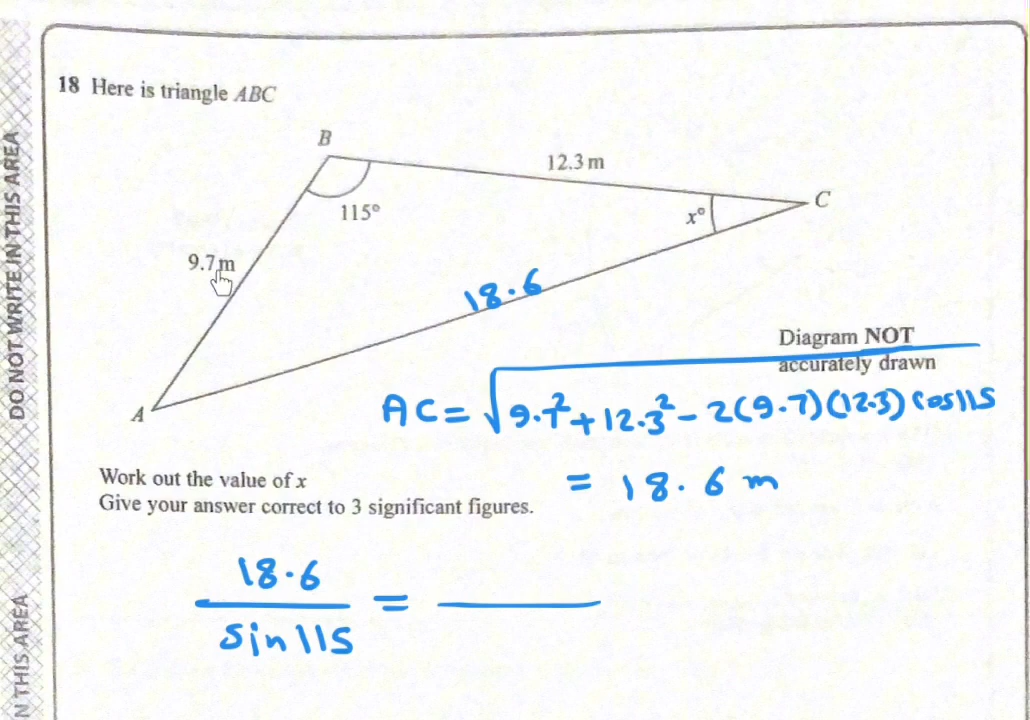 18 Here is triangle ABC
B
12.3 m
C
115°
x°
9.7 m
18.6
A
Diagram NOT
accurately drawn
AC = √9.7² + 12.3² - 2(9.7)(12.3) cos115
= 18.6 m
Work out the value of x
Give your answer correct to 3 significant figures.
18.6
=
sin 115
DO NOT WRITE IN THIS AREA
N THIS AREA